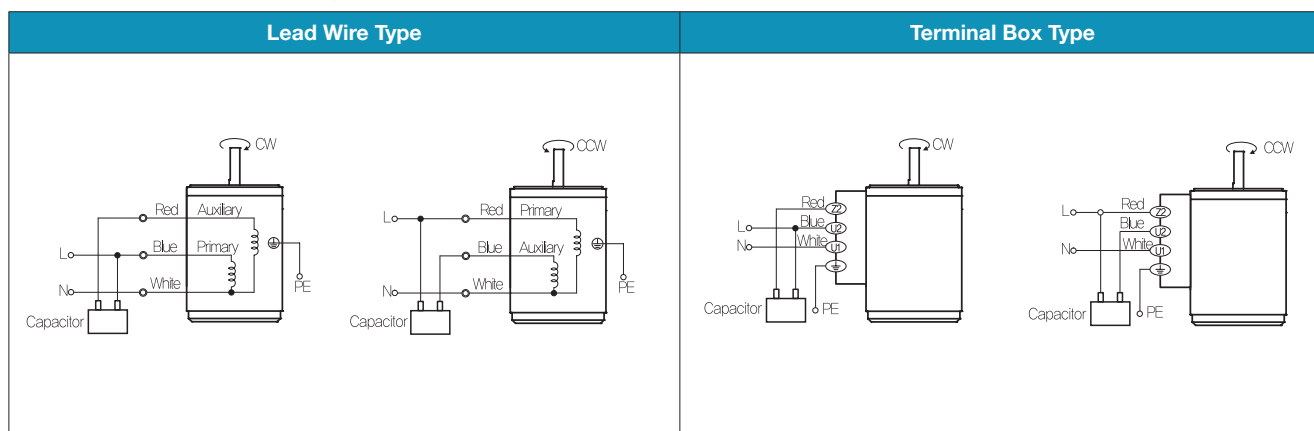 Lead Wire Type
Terminal Box Type
CW
Red Auxiliary
L Blue Primary
N White
PE
Capacitor
CCW
L Red Primary
Blue Auxiliary
N White
PE
Capacitor
CW
Red Z2
L Blue U2
N White U1
Capacitor PE
CCW
L Red Z2
Blue U2
N White U1
Capacitor PE